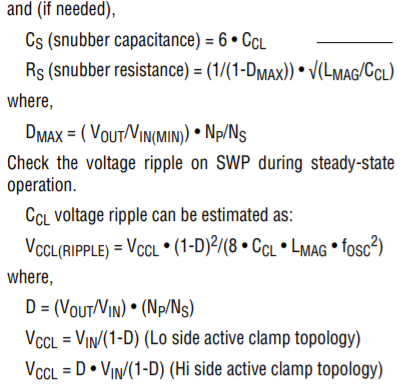 and (if needed),
CS (snubber capacitance) = 6 • CCL
RS (snubber resistance) = (1/(1-DMAX)) • √(LMAG/CCL)
where,
DMAX = ( VOUT/VIN(MIN)) • NP/NS
Check the voltage ripple on SWP during steady-state
operation.
CCL voltage ripple can be estimated as:
VCCL(RIPPLE) = VCCL • (1-D)²/(8 • CCL • LMAG • fOSC²)
where,
D = (VOUT/VIN) • (NP/NS)
VCCL = VIN/(1-D) (Lo side active clamp topology)
VCCL = D • VIN/(1-D) (Hi side active clamp topology)